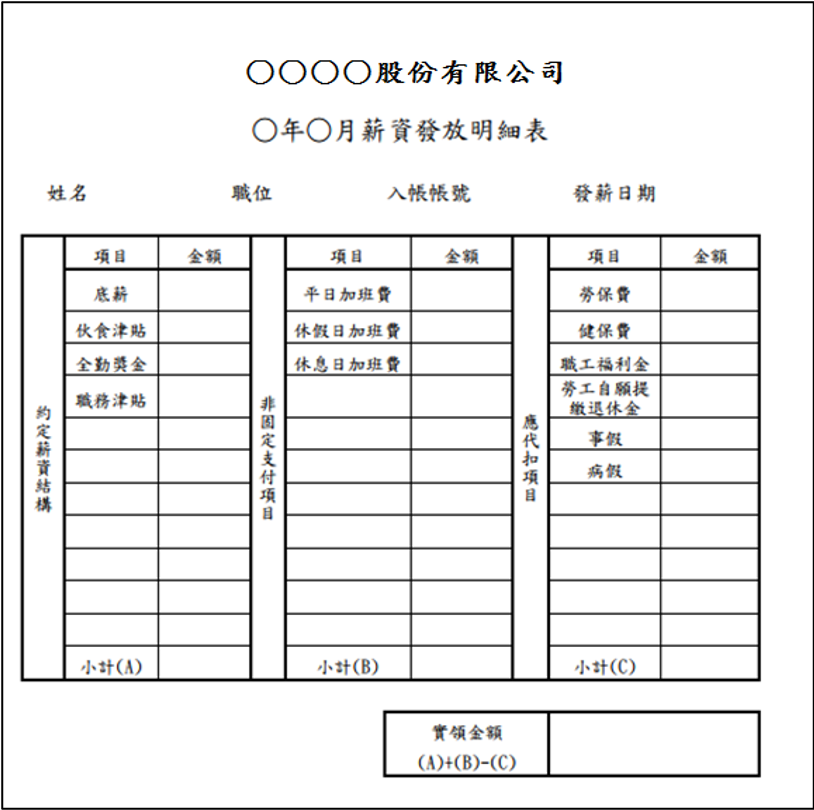 〇〇〇〇股份有限公司
〇年〇月薪資發放明細表
姓名 職位 入帳帳號 發薪日期
約定薪資結構
項目 金額
底薪
伙食津貼
全勤獎金
職務津貼
小計(A)
非固定支付項目
項目 金額
平日加班費
休假日加班費
休息日加班費
小計(B)
應代扣項目
項目 金額
勞保費
健保費
職工福利金
勞工自願提
繳退休金
事假
病假
小計(C)
實領金額
(A)+(B)-(C)